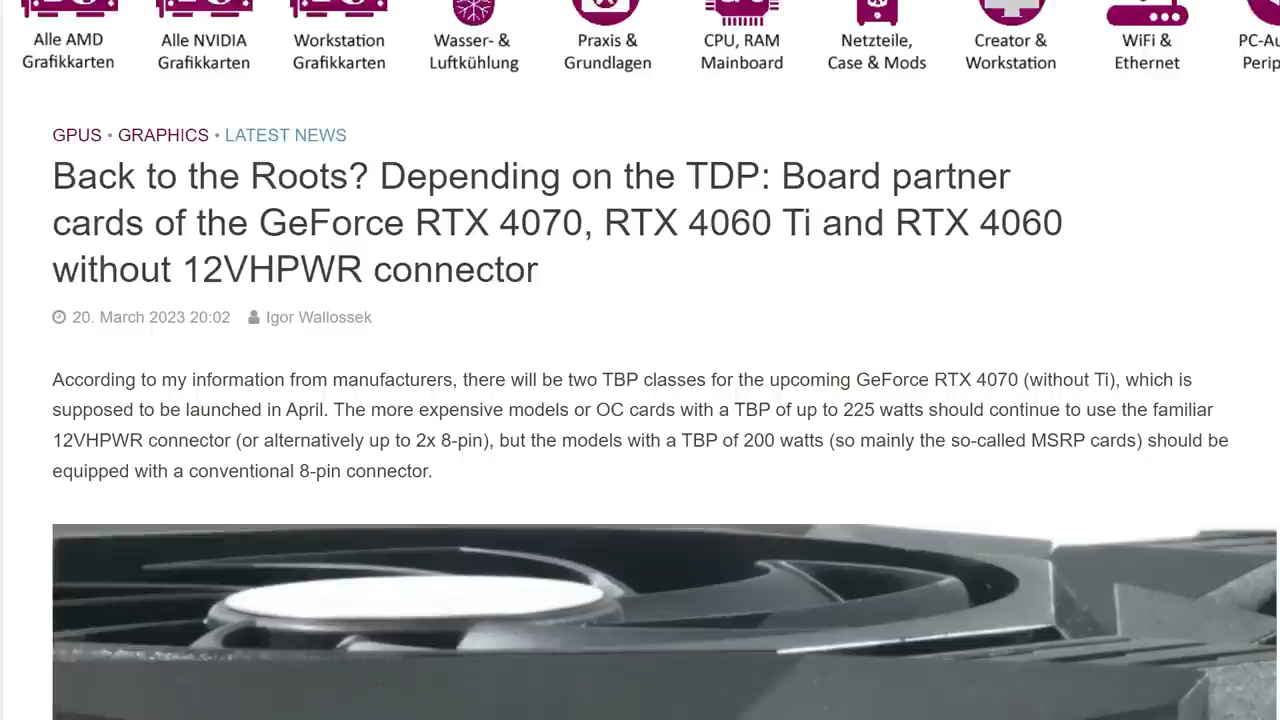 Alle AMD
Grafikkarten
Alle NVIDIA
Grafikkarten
Workstation
Grafikkarten
Wasser- &
Luftkühlung
Praxis &
Grundlagen
CPU, RAM
Mainboard
Netzteile,
Case & Mods
Creator &
Workstation
WiFi &
Ethernet
PC-Au
Perip
GPUS • GRAPHICS • LATEST NEWS
Back to the Roots? Depending on the TDP: Board partner
cards of the GeForce RTX 4070, RTX 4060 Ti and RTX 4060
without 12VHPWR connector
20. March 2023 20:02 Igor Wallossek
According to my information from manufacturers, there will be two TBP classes for the upcoming GeForce RTX 4070 (without Ti), which is
supposed to be launched in April. The more expensive models or OC cards with a TBP of up to 225 watts should continue to use the familiar
12VHPWR connector (or alternatively up to 2x 8-pin), but the models with a TBP of 200 watts (so mainly the so-called MSRP cards) should be
equipped with a conventional 8-pin connector.